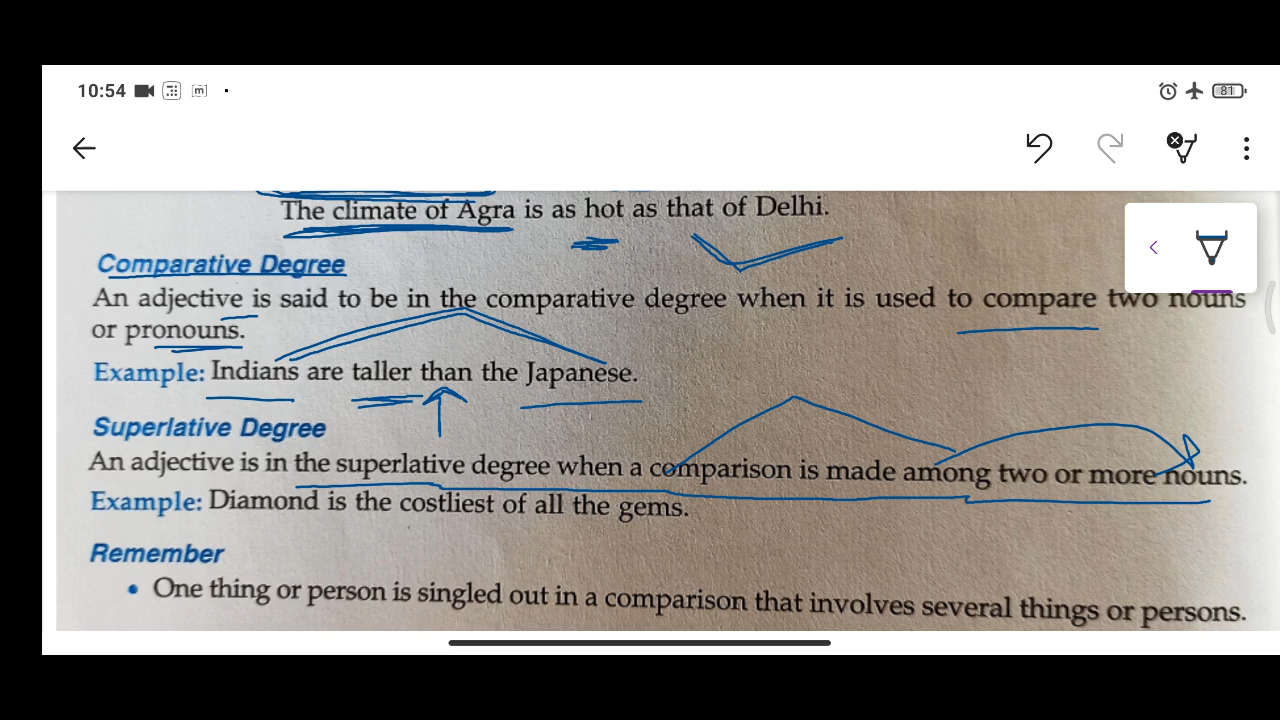 10:54
81
The climate of Agra is as hot as that of Delhi.
Comparative Degree
An adjective is said to be in the comparative degree when it is used to compare two nouns
or pronouns.
Example: Indians are taller than the Japanese.
Superlative Degree
An adjective is in the superlative degree when a comparison is made among two or more nouns.
Example: Diamond is the costliest of all the gems.
Remember
• One thing or person is singled out in a comparison that involves several things or persons.